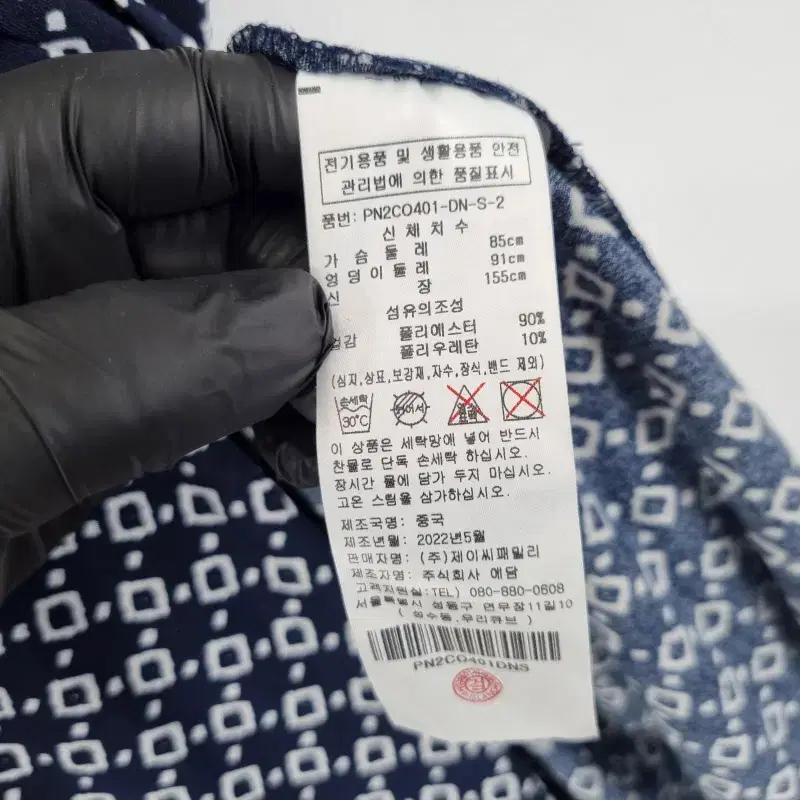 전기용품 및 생활용품 안전
관리법에 의한 품질표시
품번: PN2CO401-DN-S-2
신체치수
가슴둘레 85cm
엉덩이둘레 91cm
신장 155cm
섬유의조성
겉감 폴리에스터 90%
폴리우레탄 10%
(심지,상표,보강재,자수,장식,밴드 제외)
손세탁
30℃
이 상품은 세탁망에 넣어 반드시
찬물로 단독 손세탁 하십시오.
장시간 물에 담가 두지 마십시오.
고온 스팀을 삼가하십시오.
제조국명: 중국
제조년월: 2022년5월
판매자명: (주)제이씨패밀리
제조자명: 주식회사 에담
고객지원실:TEL) 080-880-0608
서울특별시 성동구 연무장11길10
(성수동,우리큐브)
PN2CO401DNS